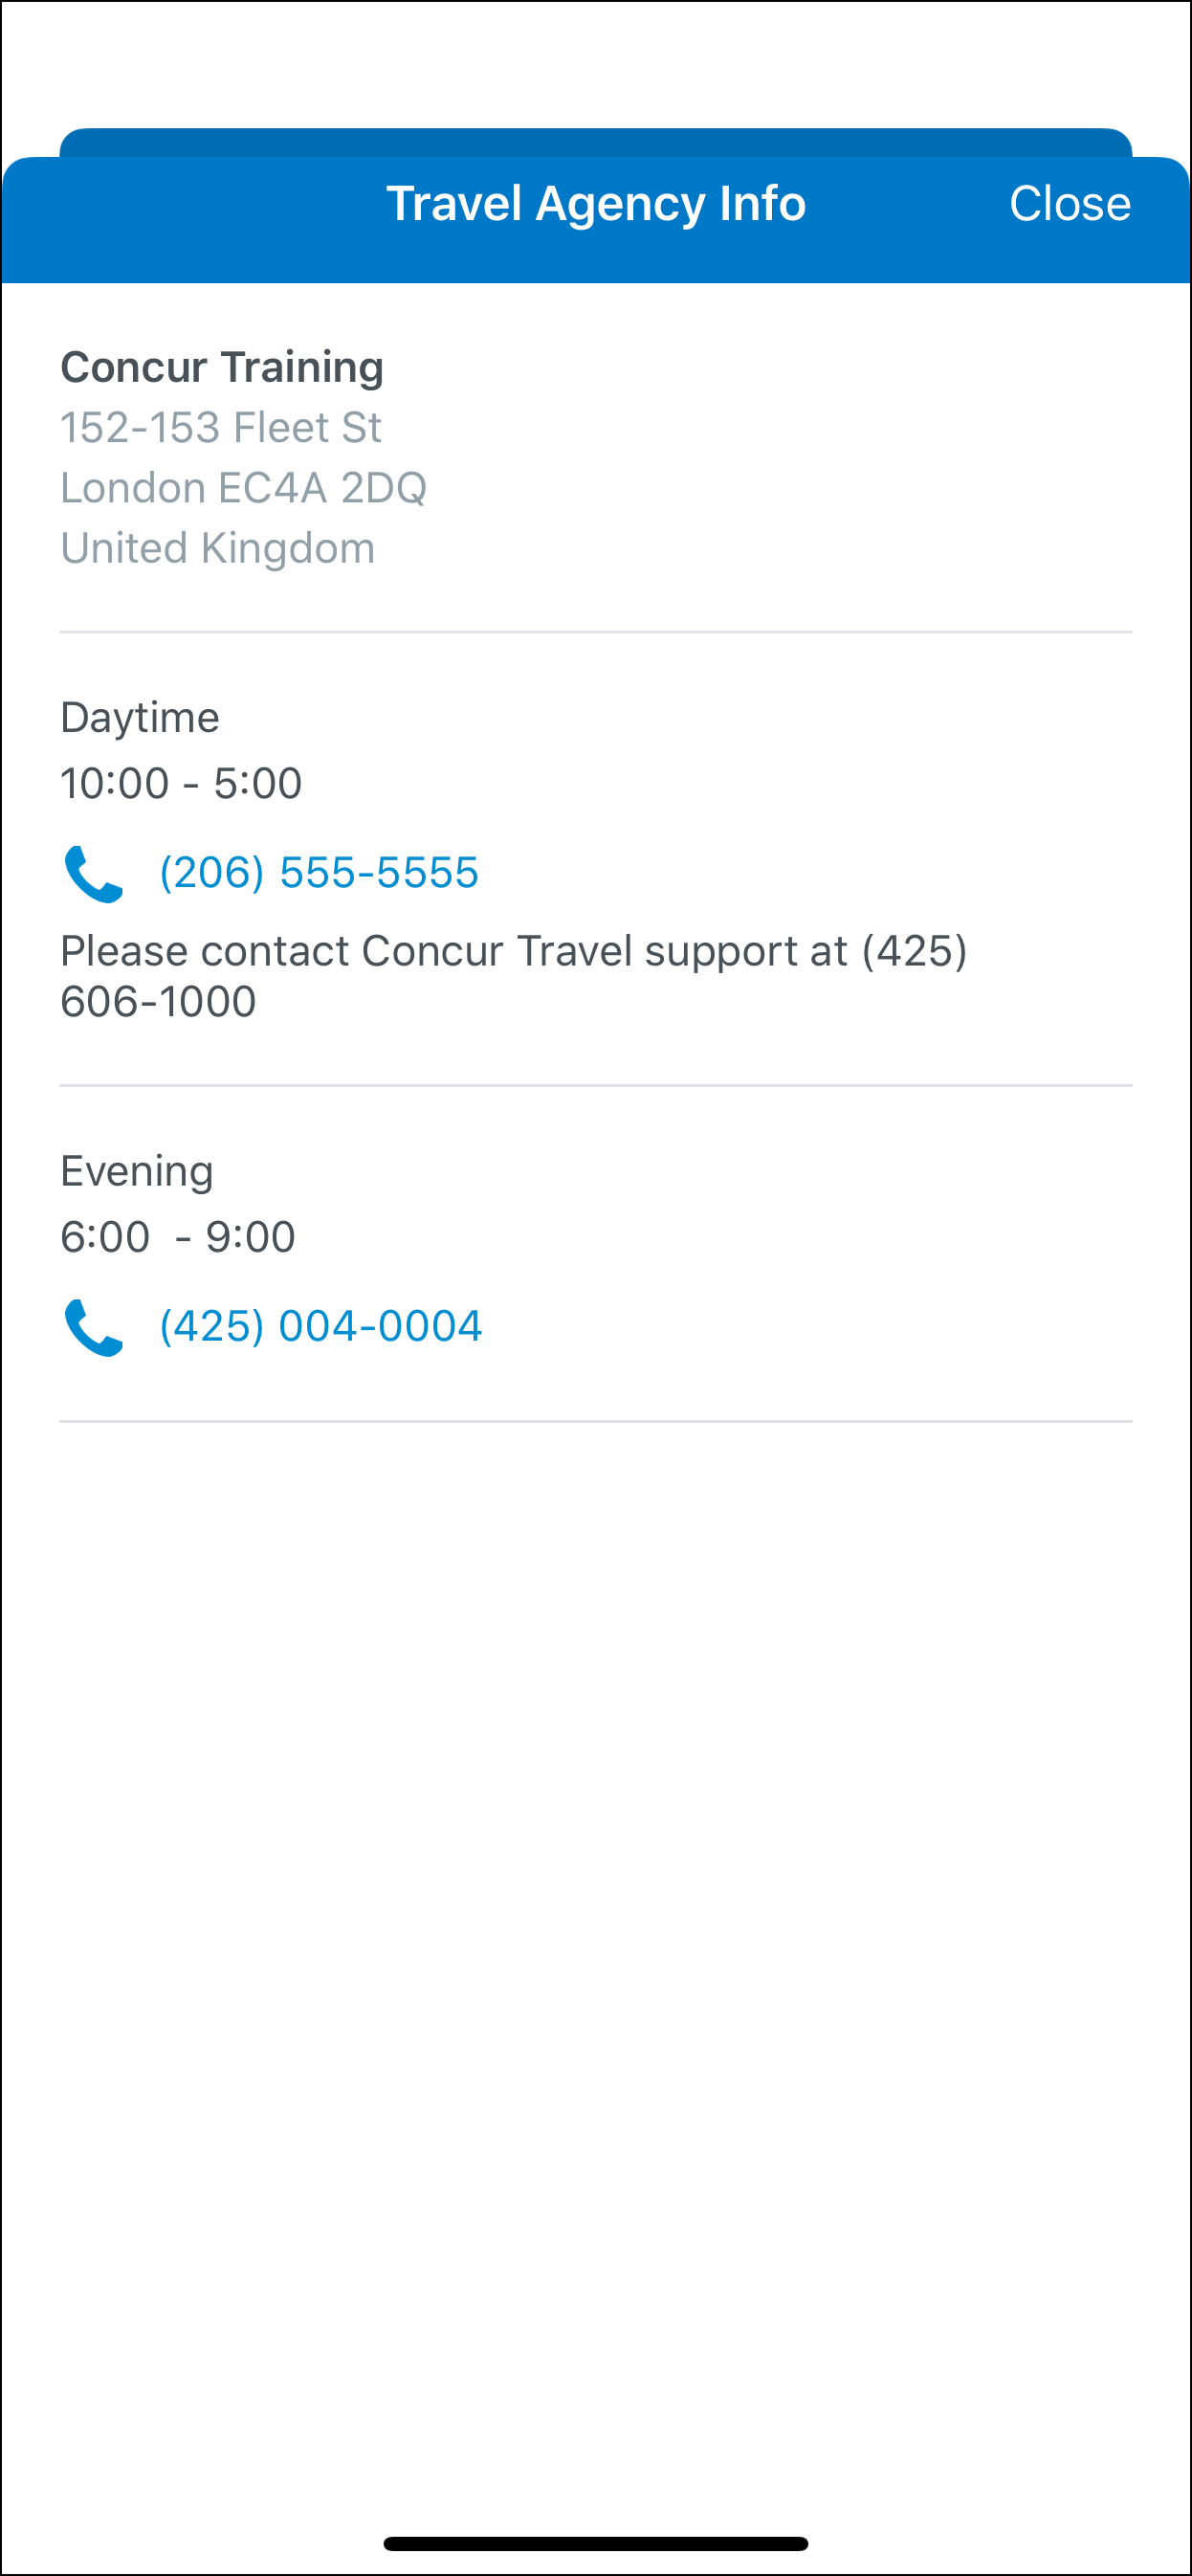 Travel Agency Info
Close
Concur Training
152-153 Fleet St
London EC4A 2DQ
United Kingdom
Daytime
10:00 - 5:00
(206) 555-5555
Please contact Concur Travel support at (425)
606-1000
Evening
6:00  - 9:00
(425) 004-0004